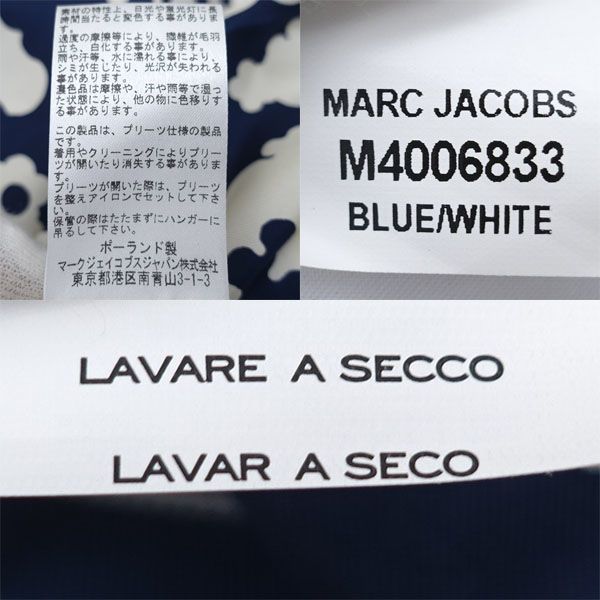 素材の特性上、日光や蛍光灯に長
時間当たると変色する事がありま
す。
過度の摩擦等により、繊維が毛羽
立ち、白化する事があります。
雨や汗等、水に濡れる事により、
シミが生じたり、光沢が失われる
事があります。
濃色品は摩擦や、汗や雨等で湿っ
た状態により、他の物に色移りす
る事があります。
この製品は、プリーツ仕様の製品
です。
着用やクリーニングによりプリー
ツが開いたり消失する事がありま
す。
プリーツが開いた際は、プリーツ
を整えアイロンでセットして下さ
い。
保管の際はたたまずにハンガーに
吊るして下さい。
ポーランド製
マークジェイコブスジャパン株式会社
東京都港区南青山3-1-3
MARC JACOBS
M4006833
BLUE/WHITE
LAVARE A SECCO
LAVAR A SECO